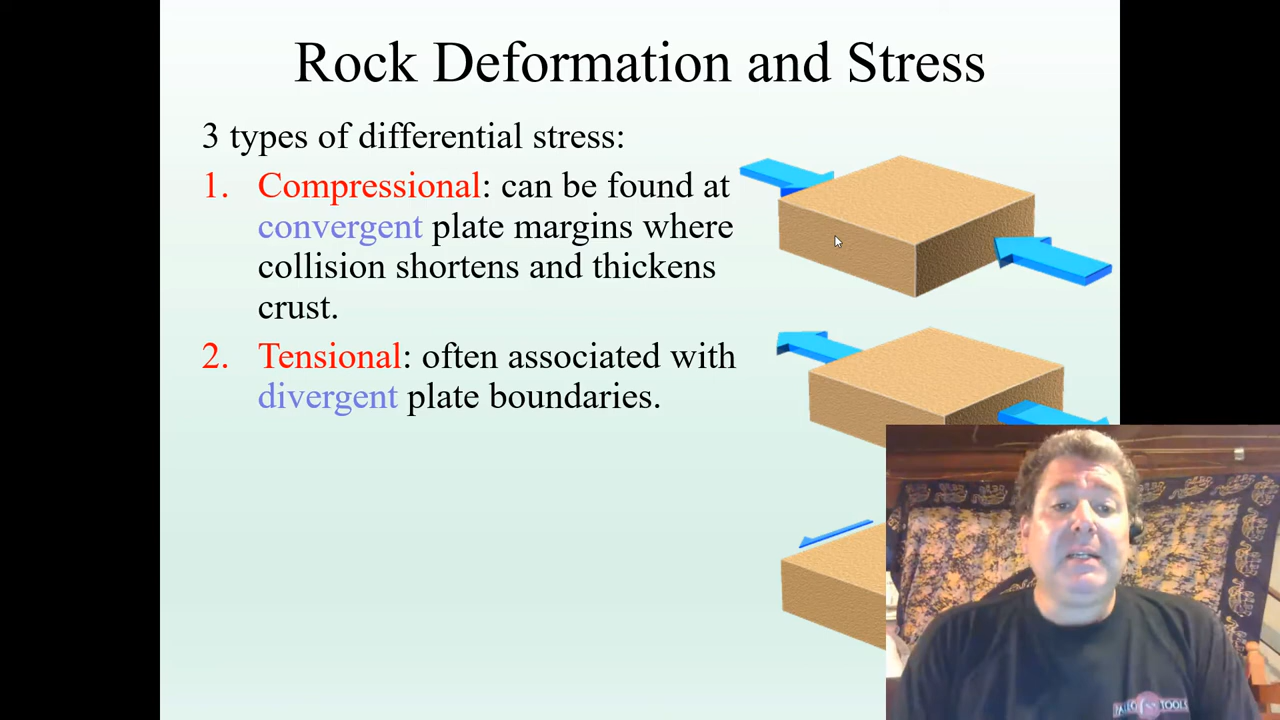 Rock Deformation and Stress
3 types of differential stress:
1. Compressional: can be found at
convergent plate margins where
collision shortens and thickens
crust.
2. Tensional: often associated with
divergent plate boundaries.
TOOLS